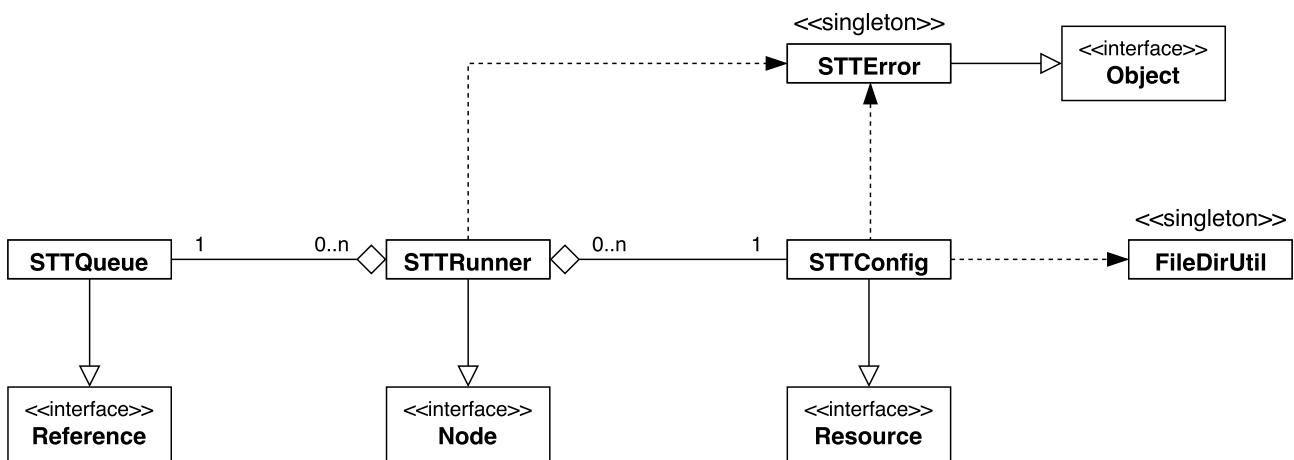 <<singleton>>
STTError
<<interface>>
Object
<<singleton>>
STTQueue
1
0..n
STTRunner
0..n
1
STTConfig
FileDirUtil
<<interface>>
Reference
<<interface>>
Node
<<interface>>
Resource